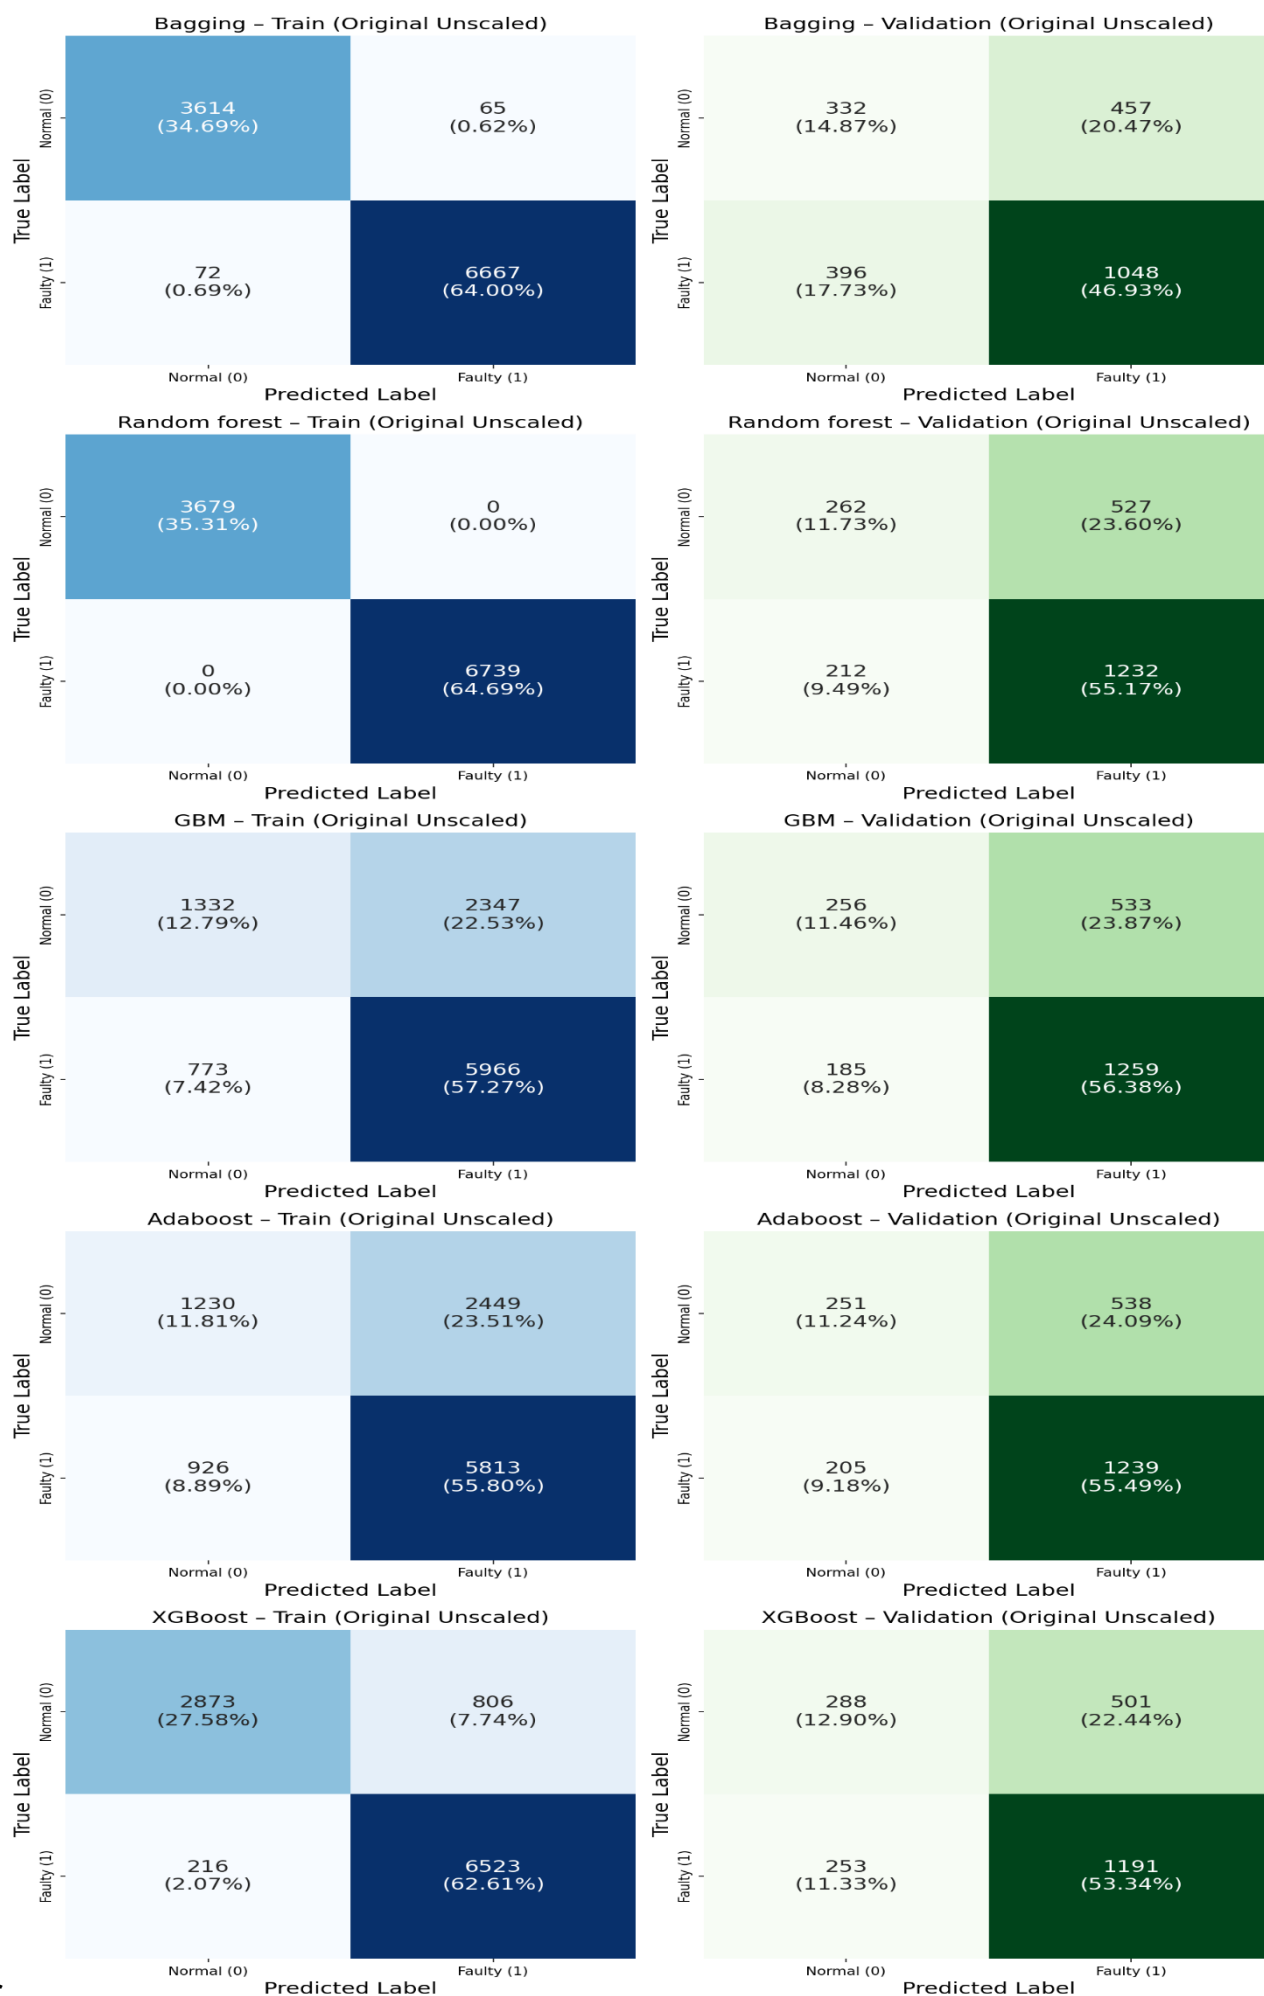 Bagging – Train (Original Unscaled)
Bagging – Validation (Original Unscaled)
True Label
Normal (0)
3614
(34.69%)
65
(0.62%)
Faulty (1)
72
(0.69%)
6667
(64.00%)
Normal (0)
Faulty (1)
Predicted Label
True Label
Normal (0)
332
(14.87%)
457
(20.47%)
Faulty (1)
396
(17.73%)
1048
(46.93%)
Normal (0)
Faulty (1)
Predicted Label
Random forest – Train (Original Unscaled)
Random forest – Validation (Original Unscaled)
True Label
Normal (0)
3679
(35.31%)
0
(0.00%)
Faulty (1)
0
(0.00%)
6739
(64.69%)
Normal (0)
Faulty (1)
Predicted Label
True Label
Normal (0)
262
(11.73%)
527
(23.60%)
Faulty (1)
212
(9.49%)
1232
(55.17%)
Normal (0)
Faulty (1)
Predicted Label
GBM – Train (Original Unscaled)
GBM – Validation (Original Unscaled)
True Label
Normal (0)
1332
(12.79%)
2347
(22.53%)
Faulty (1)
773
(7.42%)
5966
(57.27%)
Normal (0)
Faulty (1)
Predicted Label
True Label
Normal (0)
256
(11.46%)
533
(23.87%)
Faulty (1)
185
(8.28%)
1259
(56.38%)
Normal (0)
Faulty (1)
Predicted Label
Adaboost – Train (Original Unscaled)
Adaboost – Validation (Original Unscaled)
True Label
Normal (0)
1230
(11.81%)
2449
(23.51%)
Faulty (1)
926
(8.89%)
5813
(55.80%)
Normal (0)
Faulty (1)
Predicted Label
True Label
Normal (0)
251
(11.24%)
538
(24.09%)
Faulty (1)
205
(9.18%)
1239
(55.49%)
Normal (0)
Faulty (1)
Predicted Label
XGBoost – Train (Original Unscaled)
XGBoost – Validation (Original Unscaled)
True Label
Normal (0)
2873
(27.58%)
806
(7.74%)
Faulty (1)
216
(2.07%)
6523
(62.61%)
Normal (0)
Faulty (1)
Predicted Label
True Label
Normal (0)
288
(12.90%)
501
(22.44%)
Faulty (1)
253
(11.33%)
1191
(53.34%)
Normal (0)
Faulty (1)
Predicted Label